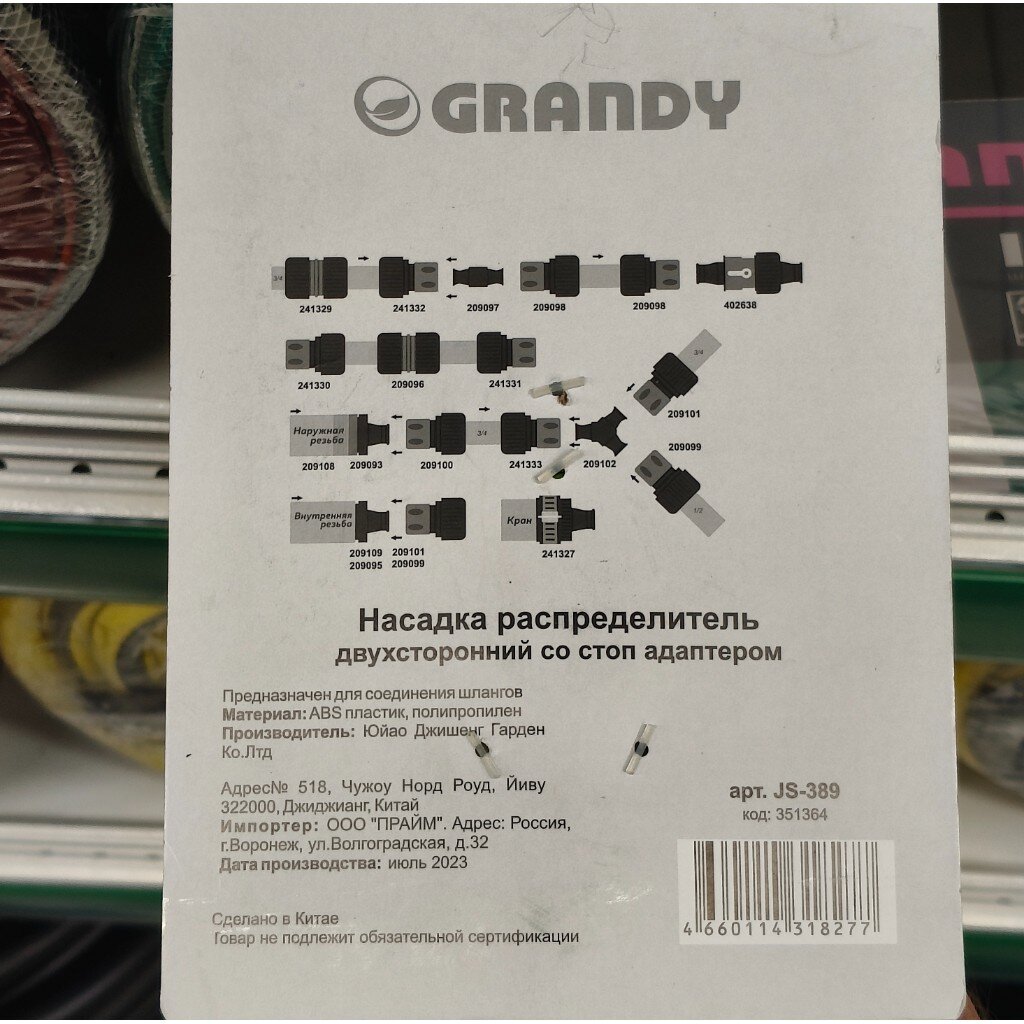 GRANDY
3/4
241329 241332 209097 209098 209098 402638
241330 209096 241331
3/4
209101
Наружная
резьба
3/4
209108 209093 209100 241333 209102
209099
Внутренняя
резьба
Кран
1/2
209109 209101 241327
209095 209099
Насадка распределитель
двухсторонний со стоп адаптером
Предназначен для соединения шлангов
Материал: ABS пластик, полипропилен
Производитель: Юйао Джишенг Гарден
Ко.Лтд
Адрес№ 518, Чужоу Норд Роуд, Йиву
322000, Джиджианг, Китай
Импортер: ООО "ПРАЙМ". Адрес: Россия,
г.Воронеж, ул.Волгоградская, д.32
Дата производства: июль 2023
Сделано в Китае
Товар не подлежит обязательной сертификации
арт. JS-389
код: 351364
4 660114 318277